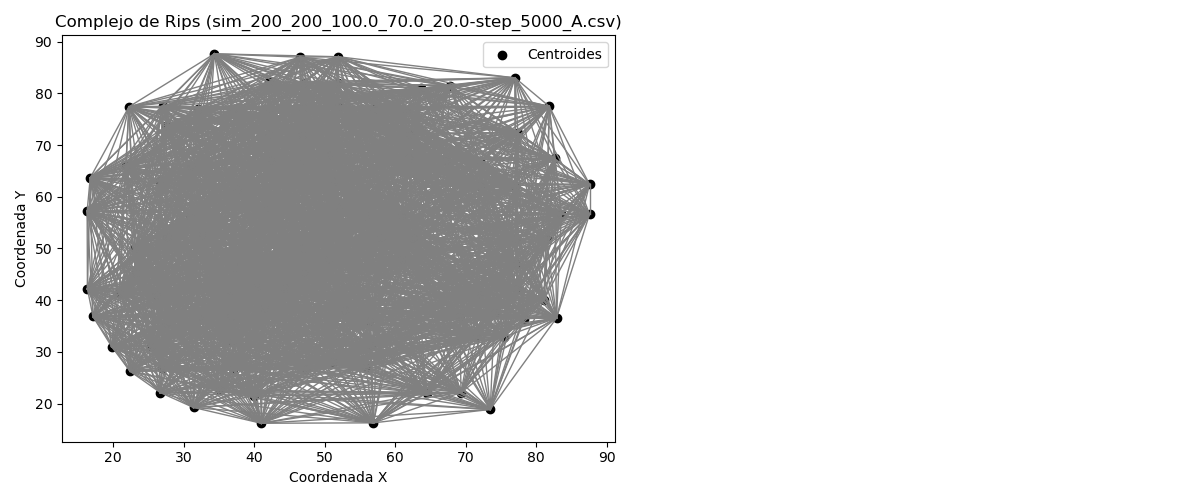 Complejo de Rips (sim_200_200_100.0_70.0_20.0-step_5000_A.csv)
Centroides
90
80
70
60
50
40
30
20
Coordenada Y
20 30 40 50 60 70 80 90
Coordenada X